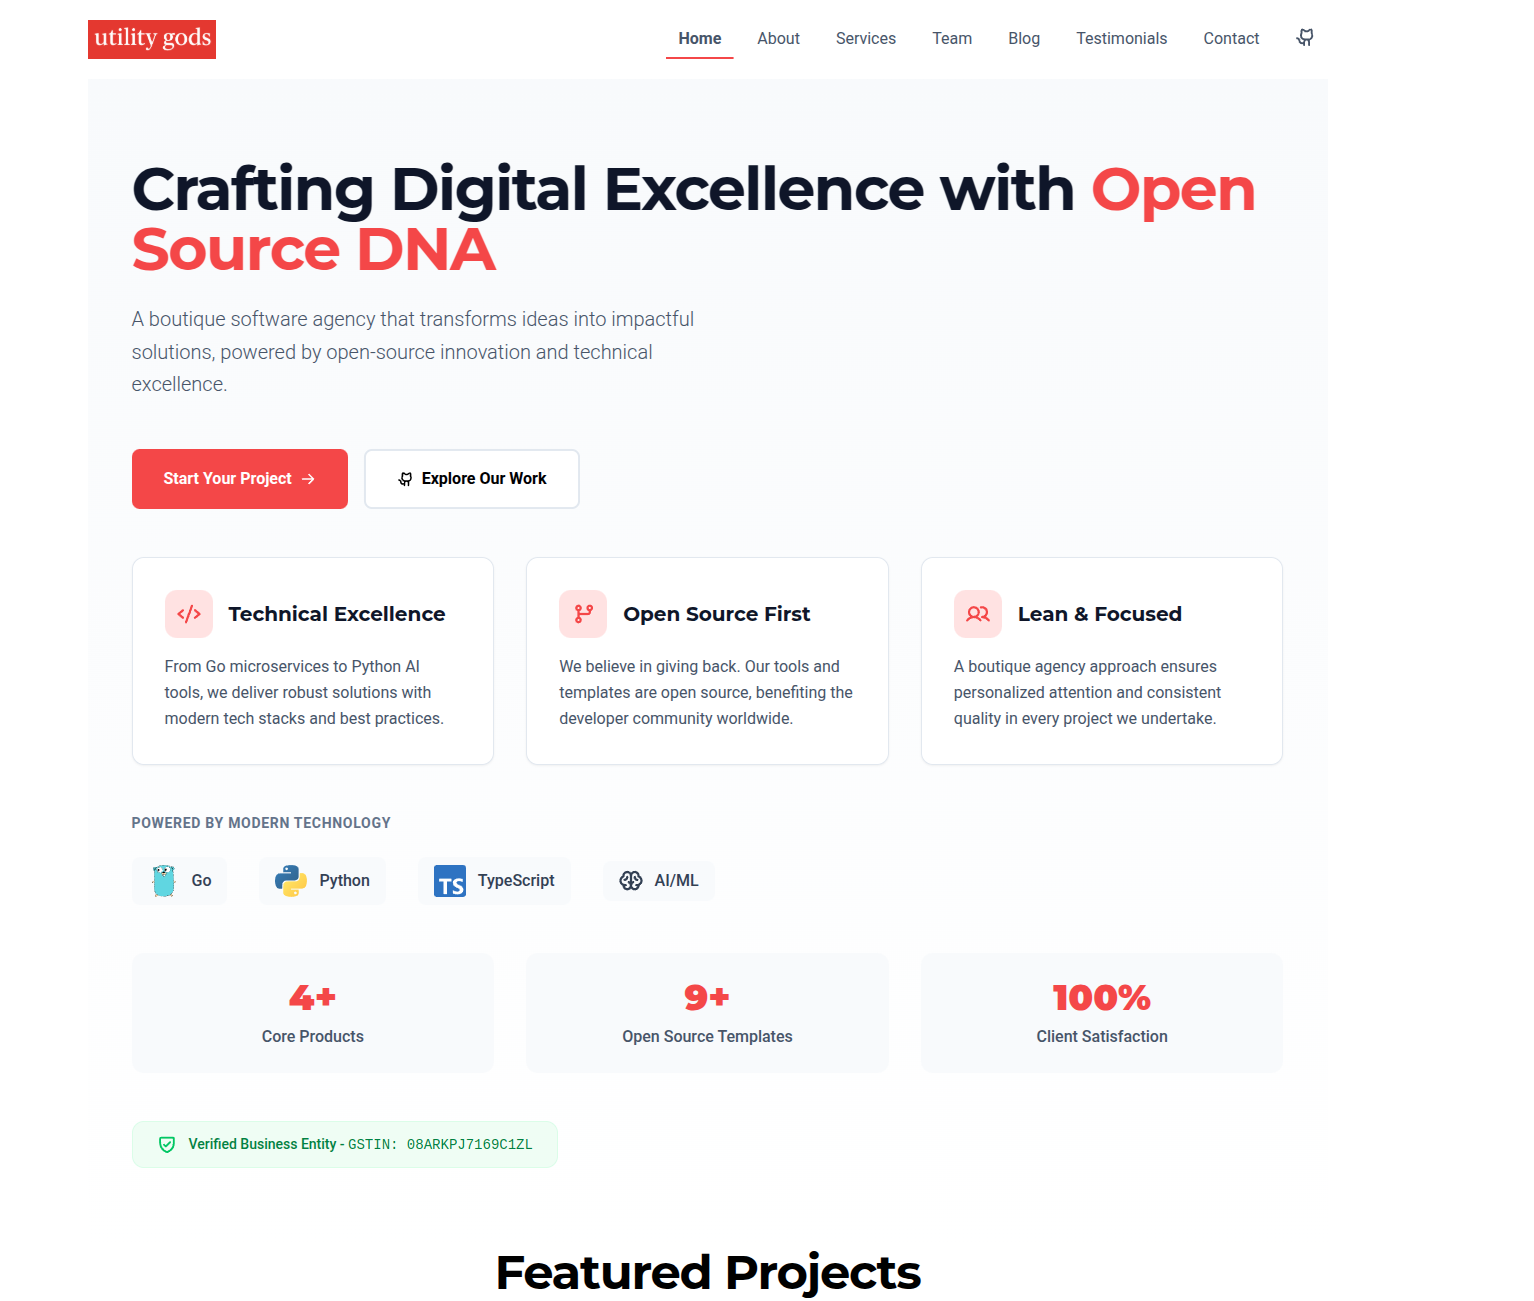 utility gods
Home About Services Team Blog Testimonials Contact
Crafting Digital Excellence with Open
Source DNA
A boutique software agency that transforms ideas into impactful
solutions, powered by open-source innovation and technical
excellence.
Start Your Project
Explore Our Work
Technical Excellence
From Go microservices to Python AI
tools, we deliver robust solutions with
modern tech stacks and best practices.
Open Source First
We believe in giving back. Our tools and
templates are open source, benefiting the
developer community worldwide.
Lean & Focused
A boutique agency approach ensures
personalized attention and consistent
quality in every project we undertake.
POWERED BY MODERN TECHNOLOGY
Go
Python
TS TypeScript
AI/ML
4+
Core Products
9+
Open Source Templates
100%
Client Satisfaction
Verified Business Entity - GSTIN: 08ARKPJ7169C1ZL
Featured Projects